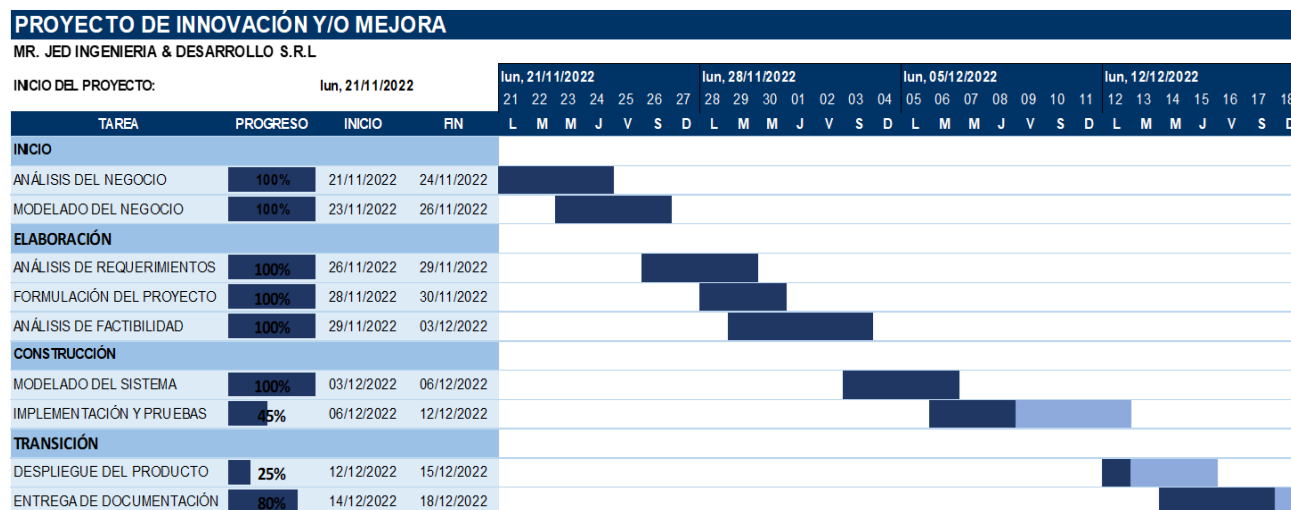 PROYECTO DE INNOVACIÓN Y/O MEJORA
MR. JED INGENIERIA & DESARROLLO S.R.L
INICIO DEL PROYECTO: lun, 21/11/2022
lun, 21/11/2022 lun, 28/11/2022 lun, 05/12/2022 lun, 12/12/2022
21 22 23 24 25 26 27 28 29 30 01 02 03 04 05 06 07 08 09 10 11 12 13 14 15 16 17 18
TAREA PROGRESO INICIO FIN L M M J V S D L M M J V S D L M M J V S D L M M J V S D
INICIO
ANÁLISIS DEL NEGOCIO 100% 21/11/2022 24/11/2022
MODELADO DEL NEGOCIO 100% 23/11/2022 26/11/2022
ELABORACIÓN
ANÁLISIS DE REQUERIMIENTOS 100% 26/11/2022 29/11/2022
FORMULACIÓN DEL PROYECTO 100% 28/11/2022 30/11/2022
ANÁLISIS DE FACTIBILIDAD 100% 29/11/2022 03/12/2022
CONSTRUCCIÓN
MODELADO DEL SISTEMA 100% 03/12/2022 06/12/2022
IMPLEMENTACIÓN Y PRUEBAS 45% 06/12/2022 12/12/2022
TRANSICIÓN
DESPLIEGUE DEL PRODUCTO 25% 12/12/2022 15/12/2022
ENTREGA DE DOCUMENTACIÓN 80% 14/12/2022 18/12/2022